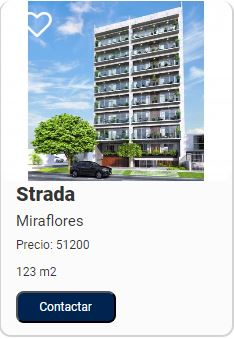 Strada
Miraflores
Precio: 51200
123 m2
Contactar